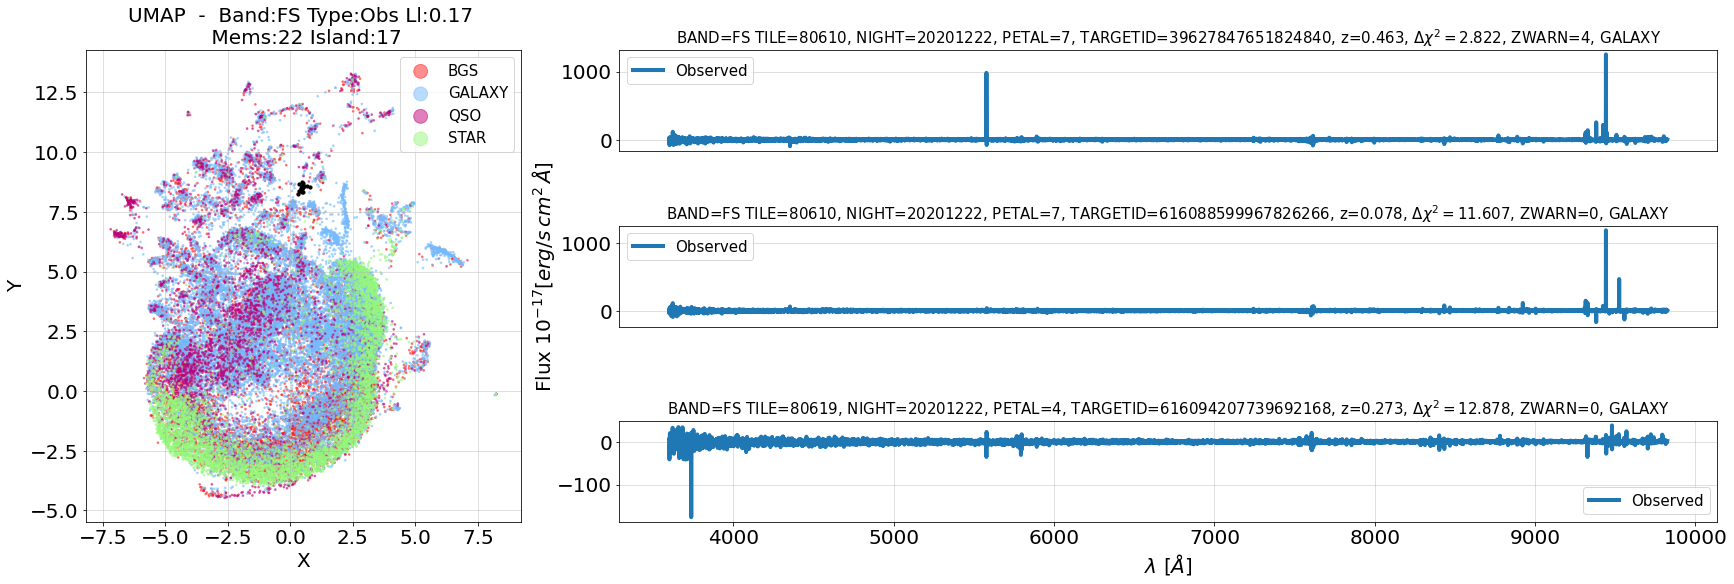 UMAP - Band:FS Type:Obs Ll:0.17
Mems:22 Island:17
BGS
GALAXY
QSO
STAR
12.5
10.0
7.5
5.0
2.5
0.0
−2.5
−5.0
Y
−7.5 −5.0 −2.5 0.0 2.5 5.0 7.5
X
Flux 10^{-17}[erg/s cm^2 Å]
BAND=FS TILE=80610, NIGHT=20201222, PETAL=7, TARGETID=39627847651824840, z=0.463, Δχ² = 2.822, ZWARN=4, GALAXY
Observed
1000
0
BAND=FS TILE=80610, NIGHT=20201222, PETAL=7, TARGETID=616088599967826266, z=0.078, Δχ² = 11.607, ZWARN=0, GALAXY
Observed
1000
0
BAND=FS TILE=80619, NIGHT=20201222, PETAL=4, TARGETID=616094207739692168, z=0.273, Δχ² = 12.878, ZWARN=0, GALAXY
0
−100
Observed
4000 5000 6000 7000 8000 9000 10000
λ [Å]